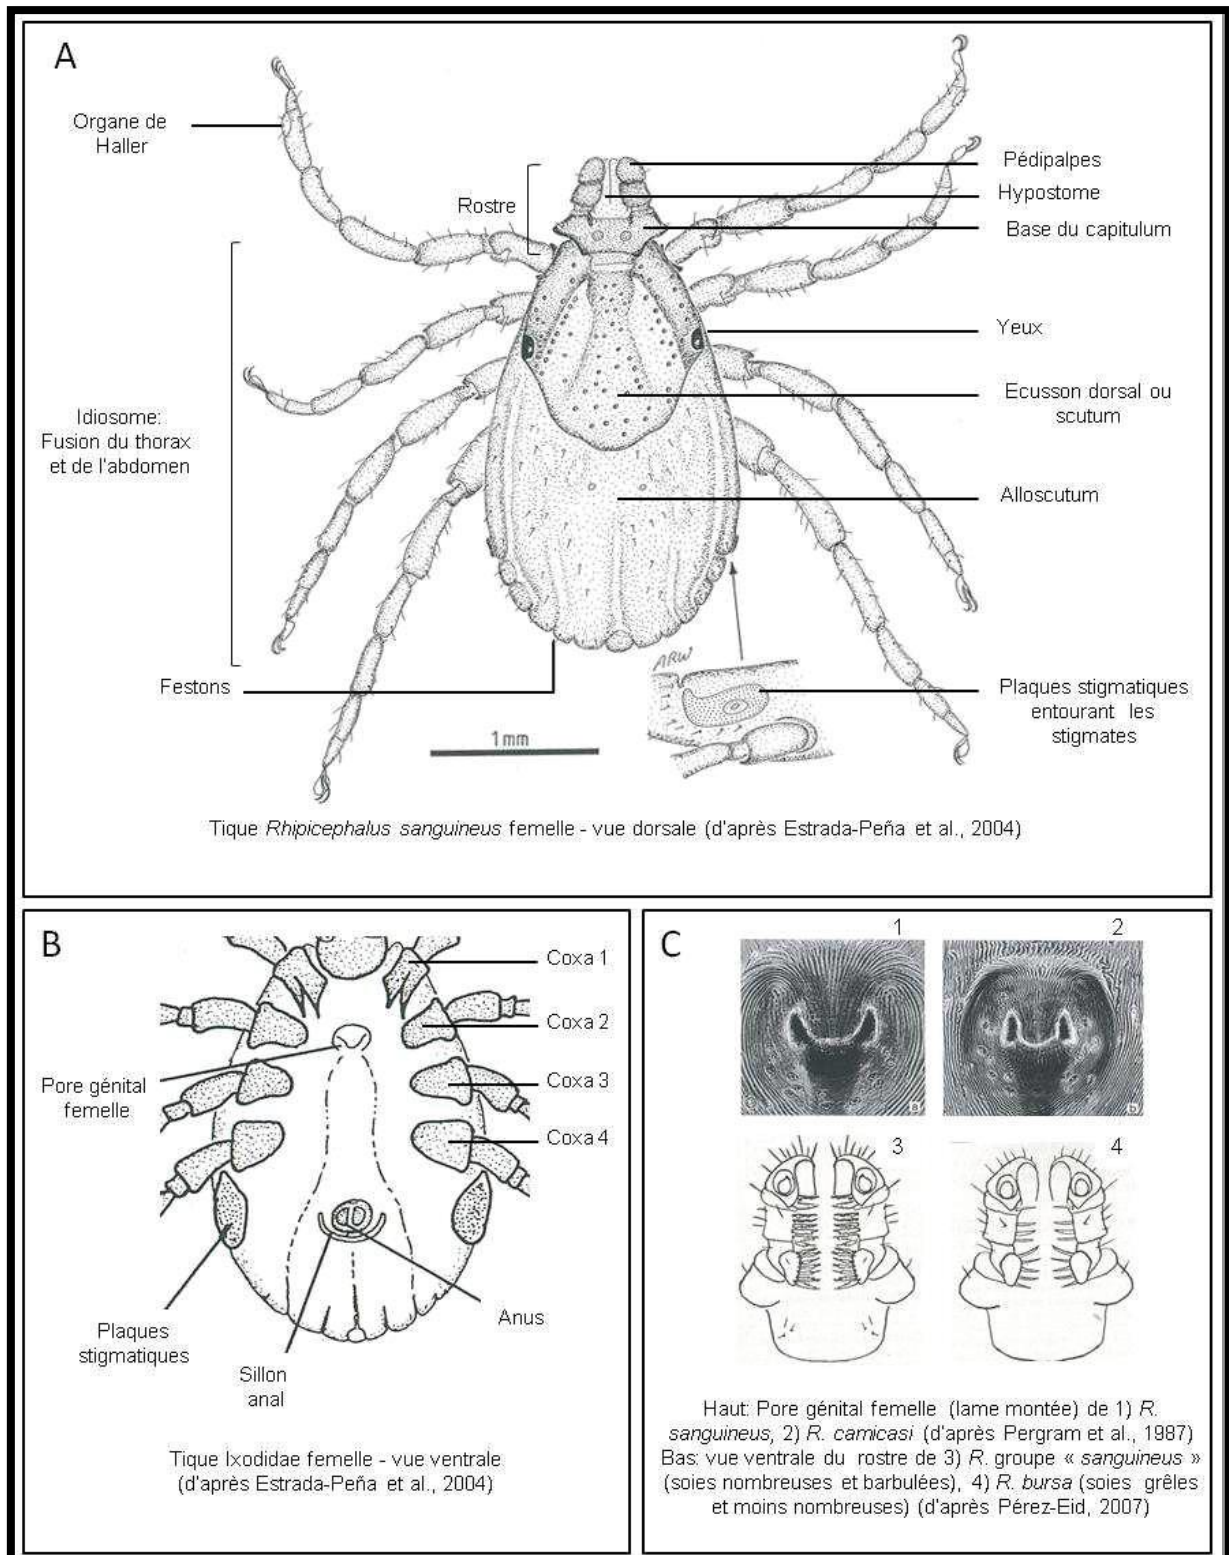 A
Organe de
Haller
Rostre
Pédipalpes
Hypostome
Base du capitulum
Yeux
Ecusson dorsal ou
scutum
Idiosome:
Fusion du thorax
et de l'abdomen
Alloscutum
Festons
ARW
Plaques stigmatiques
entourant les
stigmates
1mm
Tique Rhipicephalus sanguineus femelle - vue dorsale (d'après Estrada-Peña et al., 2004)
B
Coxa 1
Coxa 2
Coxa 3
Coxa 4
Pore génital
femelle
Plaques
stigmatiques
Sillon
anal
Anus
Tique Ixodidae femelle - vue ventrale
(d'après Estrada-Peña et al., 2004)
C
1
2
3
4
Haut: Pore génital femelle (lame montée) de 1) R.
sanguineus, 2) R. camicasi (d'après Pergram et al., 1987)
Bas: vue ventrale du rostre de 3) R. groupe « sanguineus »
(soies nombreuses et barbulées), 4) R. bursa (soies grêles
et moins nombreuses) (d'après Pérez-Eid, 2007)